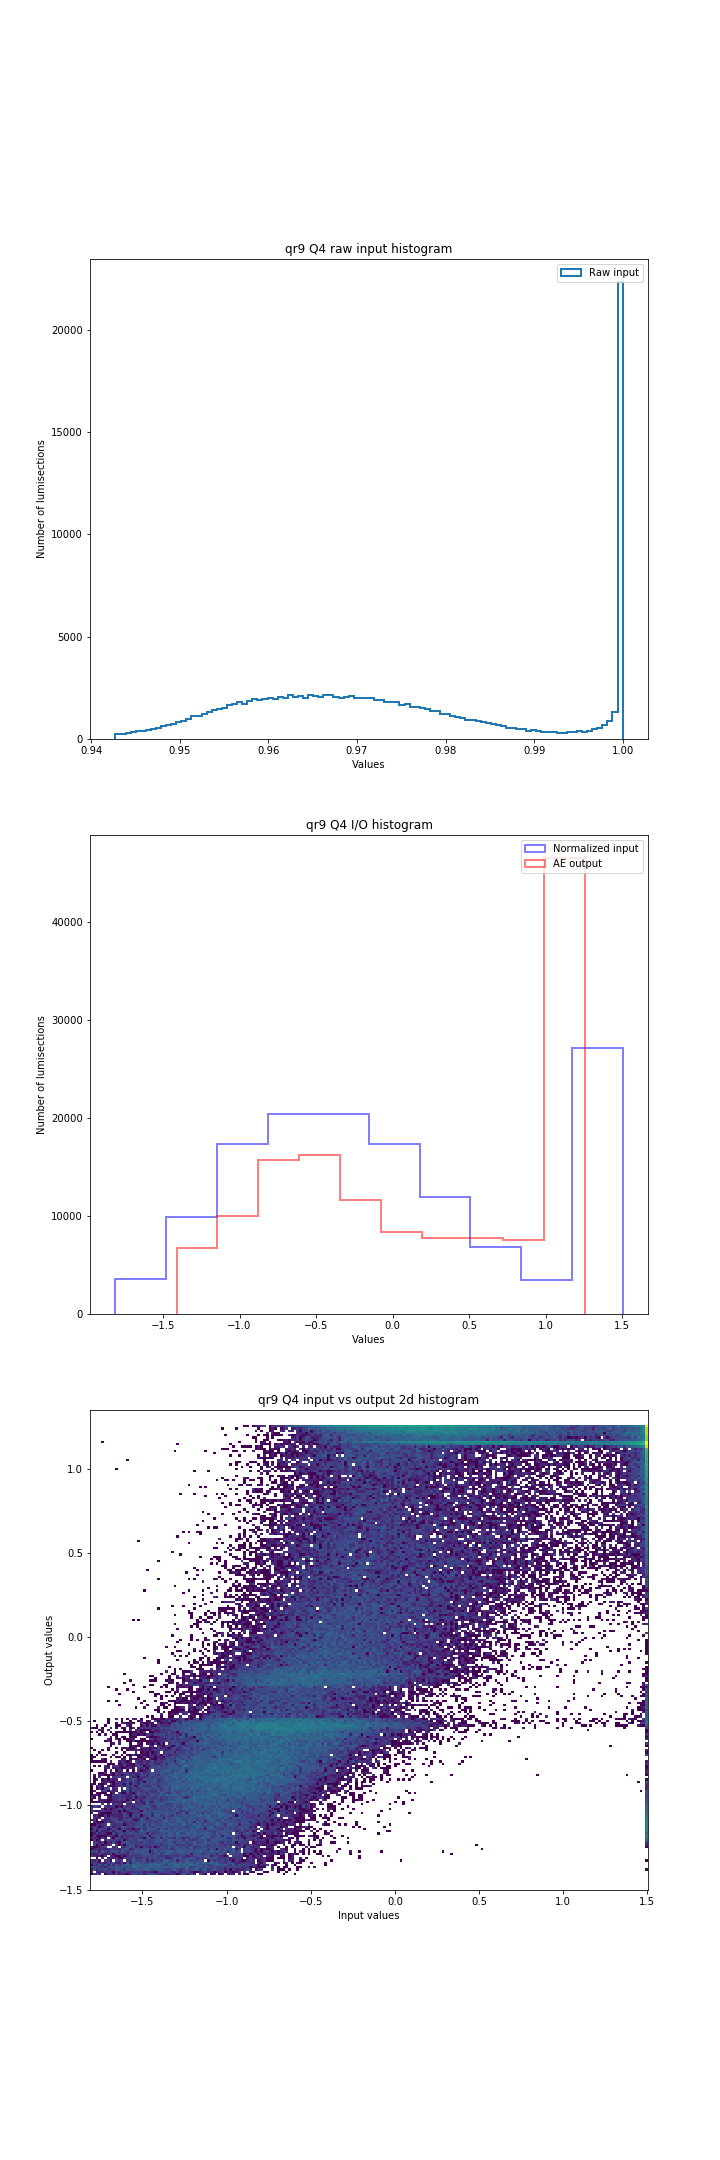 qr9 Q4 raw input histogram
Raw input
20000
15000
10000
5000
0
Number of lumisections
0.94 0.95 0.96 0.97 0.98 0.99 1.00
Values
qr9 Q4 I/O histogram
Normalized input
AE output
40000
30000
20000
10000
0
Number of lumisections
−1.5 −1.0 −0.5 0.0 0.5 1.0 1.5
Values
qr9 Q4 input vs output 2d histogram
1.0
0.5
0.0
−0.5
−1.0
−1.5
Output values
−1.5 −1.0 −0.5 0.0 0.5 1.0 1.5
Input values